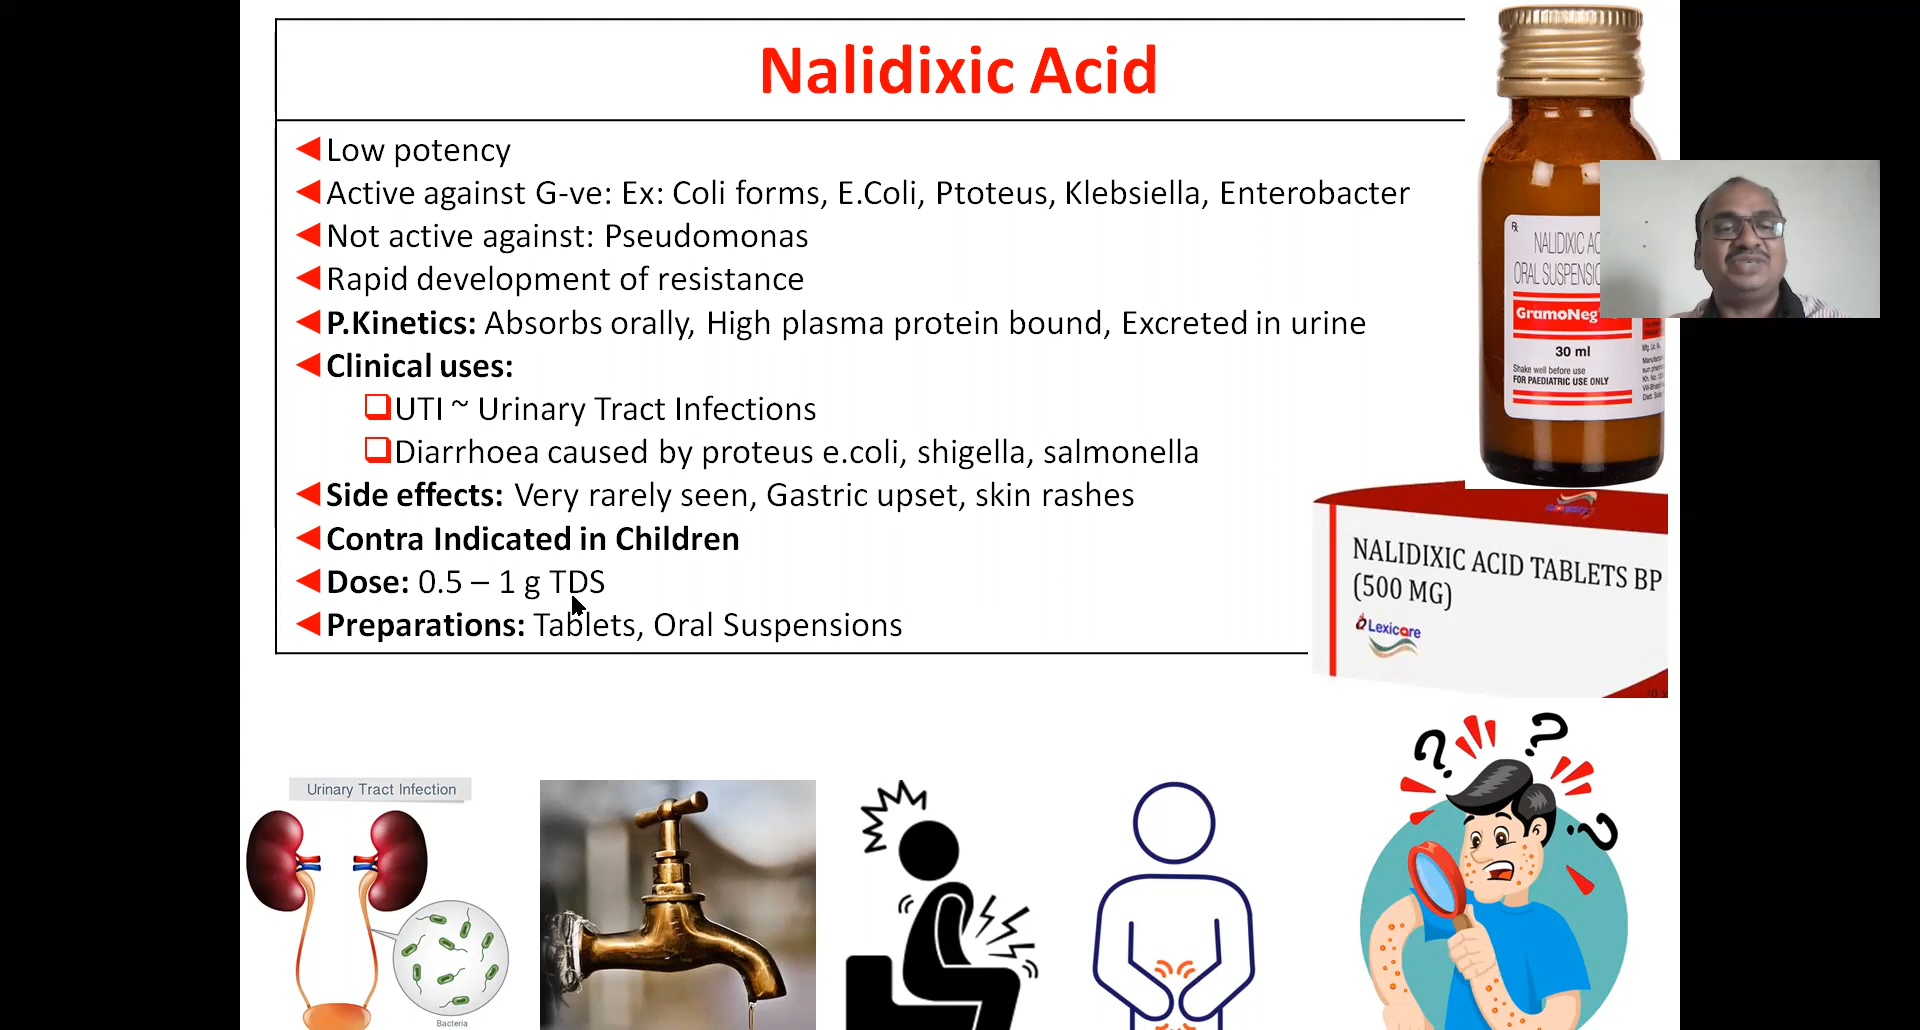 Nalidixic Acid
Low potency
Active against G-ve: Ex: Coli forms, E.Coli, Ptoteus, Klebsiella, Enterobacter
Not active against: Pseudomonas
Rapid development of resistance
P.Kinetics: Absorbs orally, High plasma protein bound, Excreted in urine
Clinical uses:
UTI ~ Urinary Tract Infections
Diarrhoea caused by proteus e.coli, shigella, salmonella
Side effects: Very rarely seen, Gastric upset, skin rashes
Contra Indicated in Children
Dose: 0.5 – 1 g TDS
Preparations: Tablets, Oral Suspensions
Rx
NALIDIXIC
ORAL
GramoNeg
30 ml
Shake well before use
FOR PAEDIATRIC USE ONLY
NALIDIXIC ACID TABLETS BP
(500 MG)
Lexicare
Urinary Tract Infection
Bacteria
? ? ?